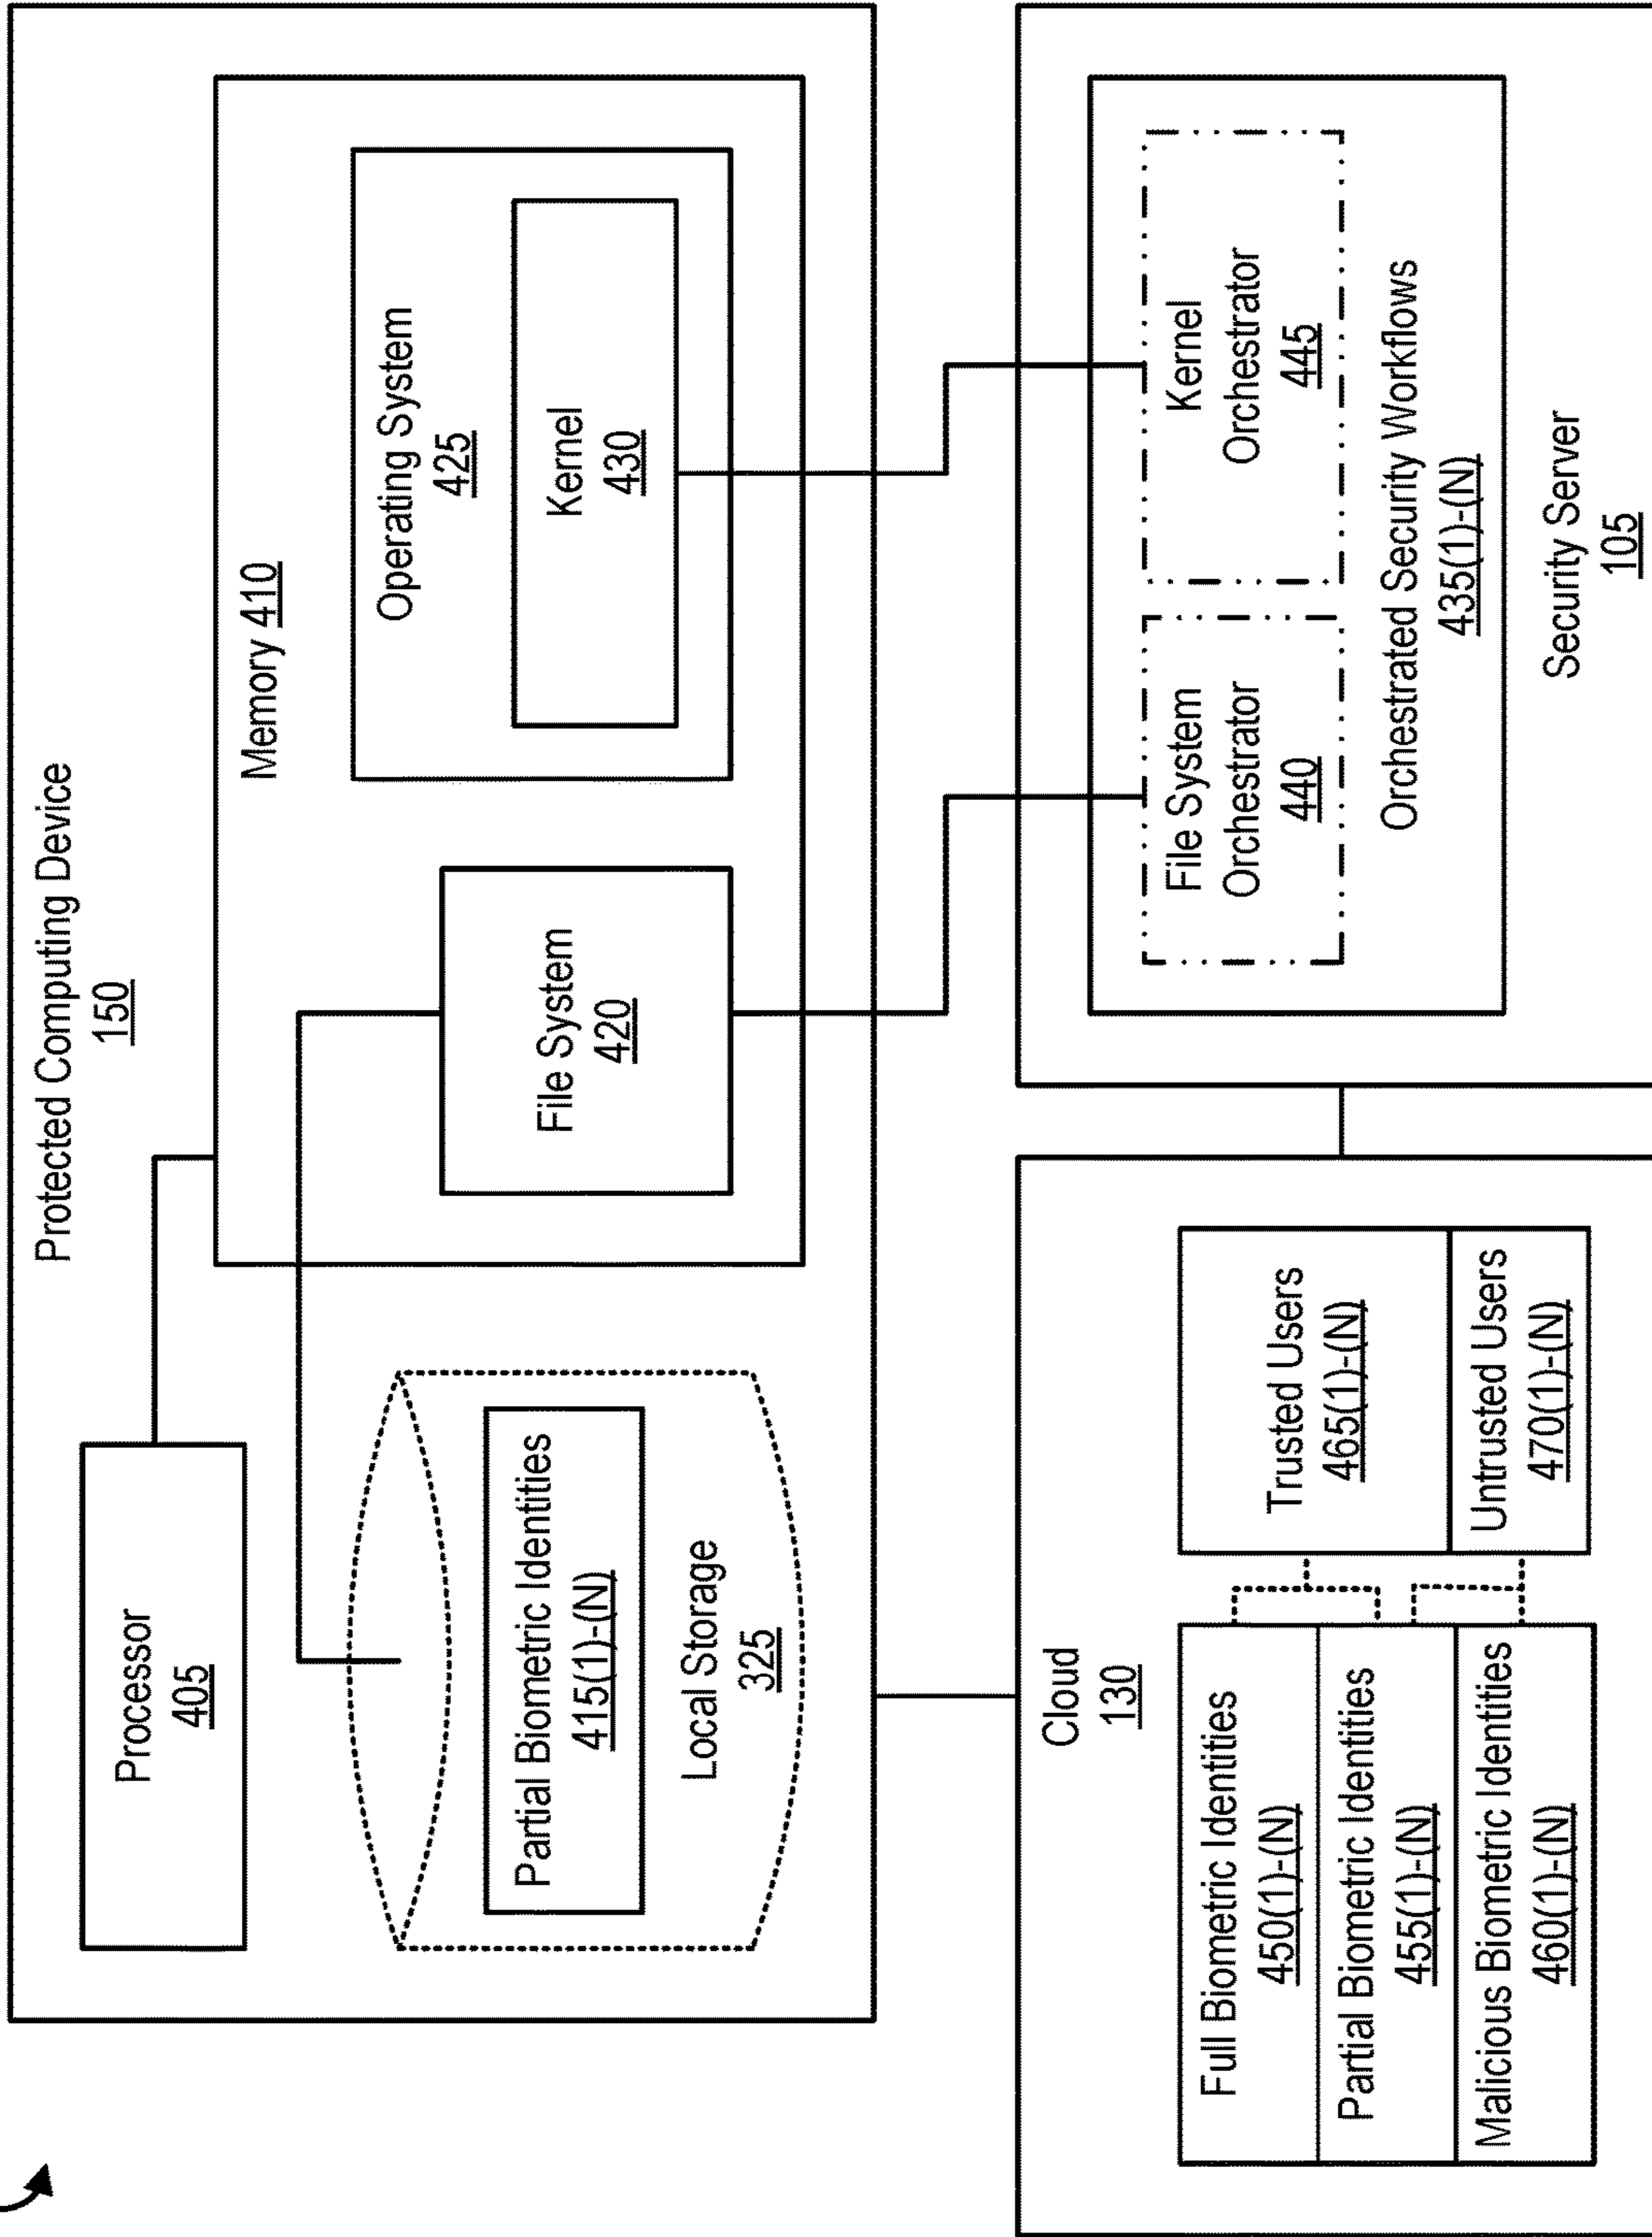 Protected Computing Device
150
Processor
405
Memory 410
Operating System
425
Kernel
430
File System
420
Partial Biometric Identities
415(1)-(N)
Local Storage
325
Cloud
130
Full Biometric Identities
450(1)-(N)
Partial Biometric Identities
455(1)-(N)
Malicious Biometric Identities
460(1)-(N)
Trusted Users
465(1)-(N)
Untrusted Users
470(1)-(N)
File System
Orchestrator
440
Kernel
Orchestrator
445
Orchestrated Security Workflows
435(1)-(N)
Security Server
105